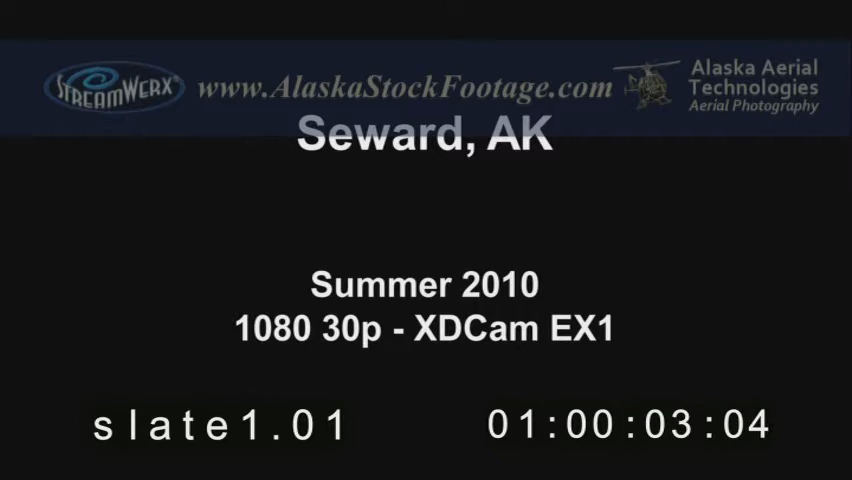 STREAMWERX®
www.AlaskaStockFootage.com
Alaska Aerial
Technologies
Aerial Photography
Seward, AK
Summer 2010
1080 30p - XDCam EX1
slate1.01
01:00:03:04